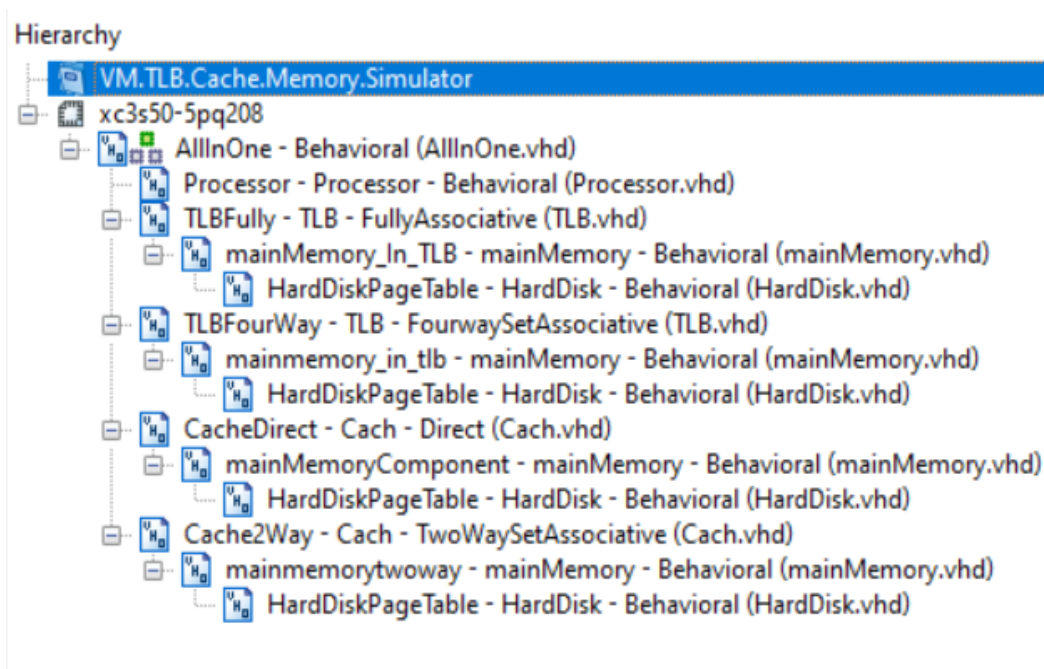 Hierarchy
VM.TLB.Cache.Memory.Simulator
xc3s50-5pq208
AllInOne - Behavioral (AllInOne.vhd)
Processor - Processor - Behavioral (Processor.vhd)
TLBFully - TLB - FullyAssociative (TLB.vhd)
mainMemory_In_TLB - mainMemory - Behavioral (mainMemory.vhd)
HardDiskPageTable - HardDisk - Behavioral (HardDisk.vhd)
TLBFourWay - TLB - FourwaySetAssociative (TLB.vhd)
mainmemory_in_tlb - mainMemory - Behavioral (mainMemory.vhd)
HardDiskPageTable - HardDisk - Behavioral (HardDisk.vhd)
CacheDirect - Cach - Direct (Cach.vhd)
mainMemoryComponent - mainMemory - Behavioral (mainMemory.vhd)
HardDiskPageTable - HardDisk - Behavioral (HardDisk.vhd)
Cache2Way - Cach - TwoWaySetAssociative (Cach.vhd)
mainmemorytwoway - mainMemory - Behavioral (mainMemory.vhd)
HardDiskPageTable - HardDisk - Behavioral (HardDisk.vhd)